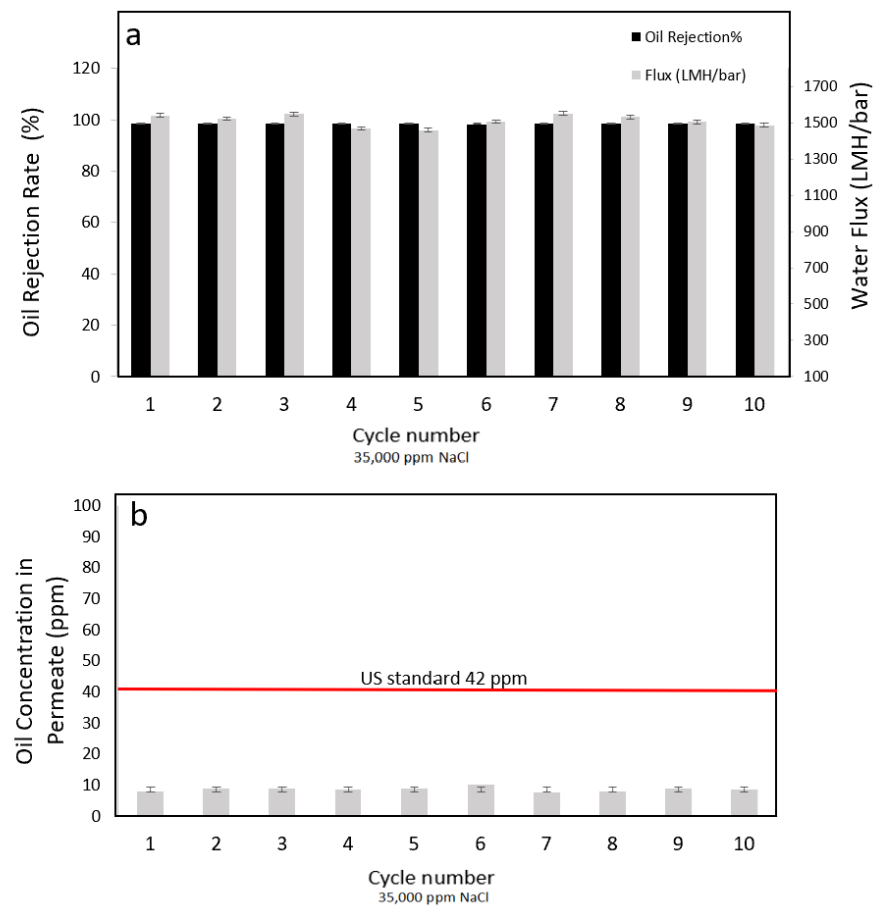 a
Oil Rejection%
Flux (LMH/bar)
120
100
80
60
40
20
0
Oil Rejection Rate (%)
1700
1500
1300
1100
900
700
500
300
100
Water Flux (LMH/bar)
1 2 3 4 5 6 7 8 9 10
Cycle number
35,000 ppm NaCl
b
100
90
80
70
60
50
40
30
20
10
0
Oil Concentration in
Permeate (ppm)
US standard 42 ppm
1 2 3 4 5 6 7 8 9 10
Cycle number
35,000 ppm NaCl